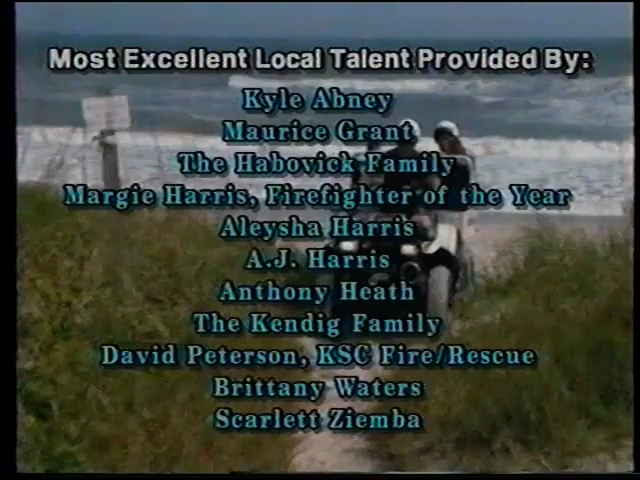 Most Excellent Local Talent Provided By:
Kyle Abney
Maurice Grant
The Habovick Family
Margie Harris, Firefighter of the Year
Aleysha Harris
A.J. Harris
Anthony Heath
The Kendig Family
David Peterson, KSC Fire/Rescue
Brittany Waters
Scarlett Ziemba